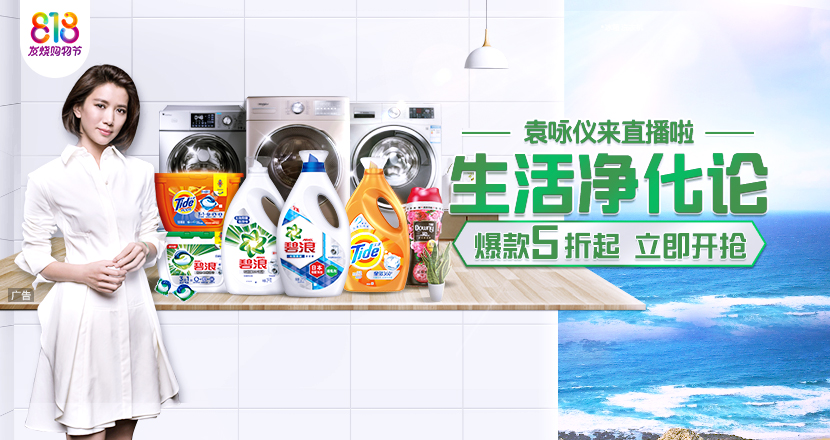 818
发烧购物节
袁咏仪来直播啦
生活净化论
爆款5折起 立即开抢
Tide
碧浪
碧浪
碧浪
日本
Tide
Downy
广告